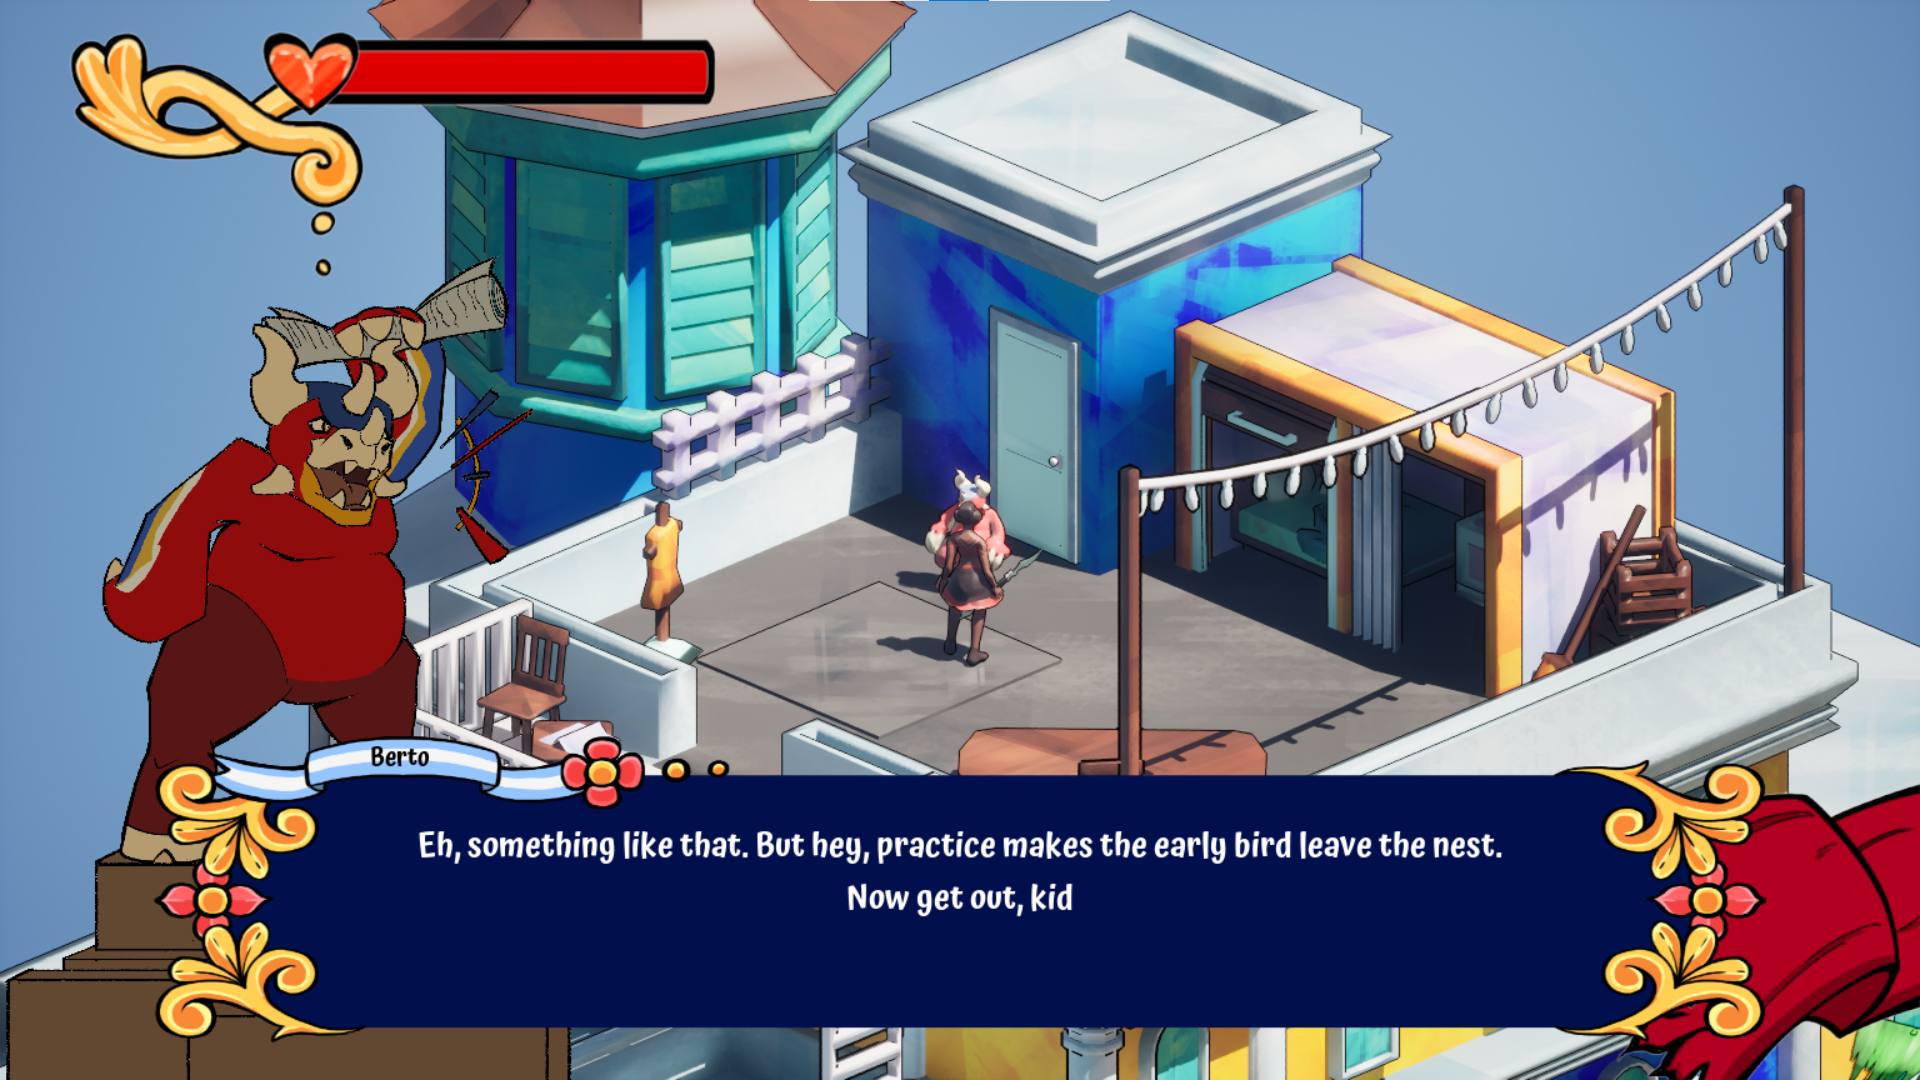 Berto
Eh, something like that. But hey, practice makes the early bird leave the nest.
Now get out, kid